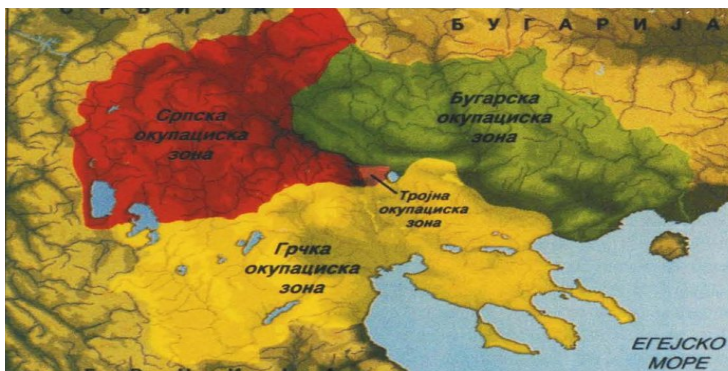 БУГАРИЈА
Српска
окупациска
зона
Бугарска
окупациска
зона
Тројна
окупациска
зона
Грчка
окупациска
зона
ЕГЕЈСКО
МОРЕ